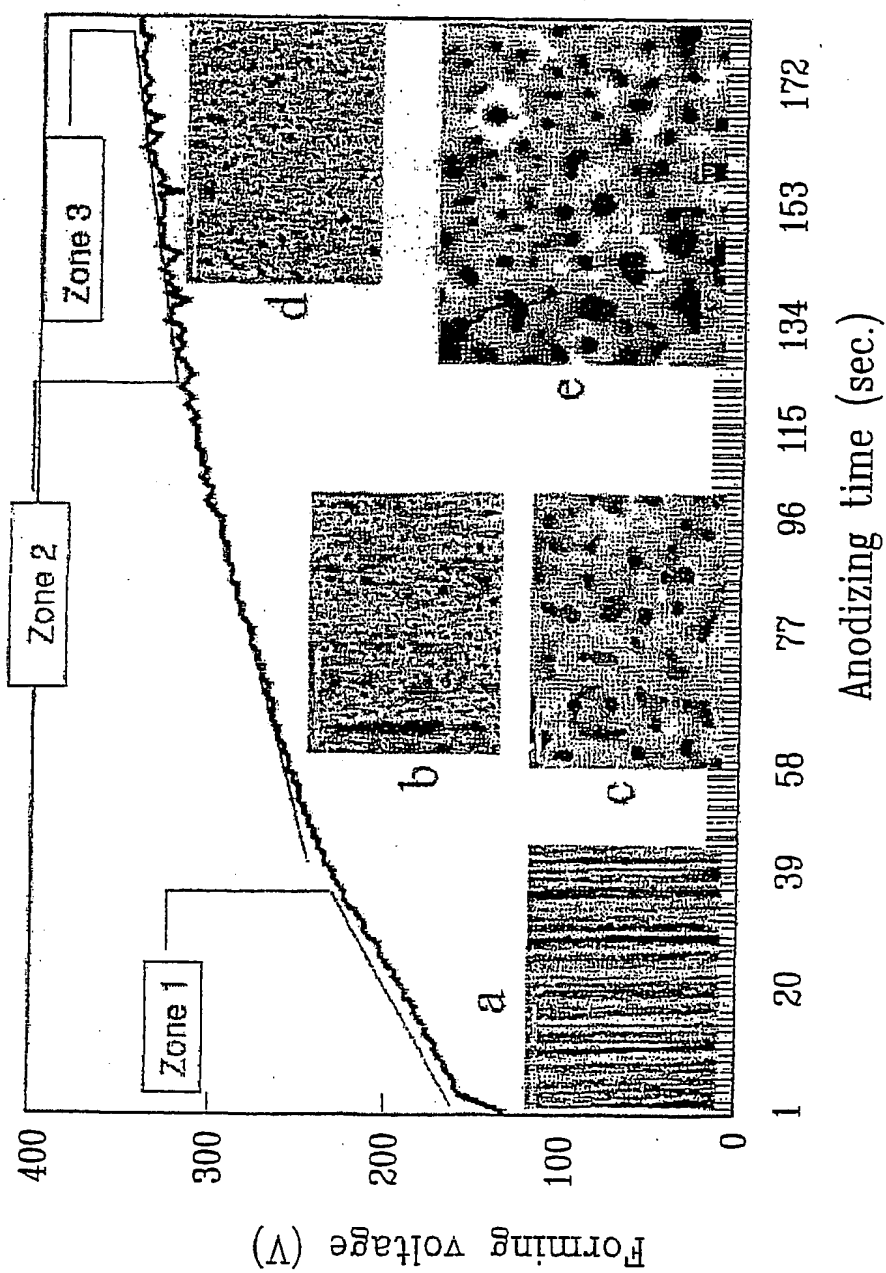 Forming voltage (V)
400
300
200
100
0
Zone 1
Zone 2
Zone 3
a
b
c
d
e
1
20
39
58
77
96
115
134
153
172
Anodizing time (sec.)